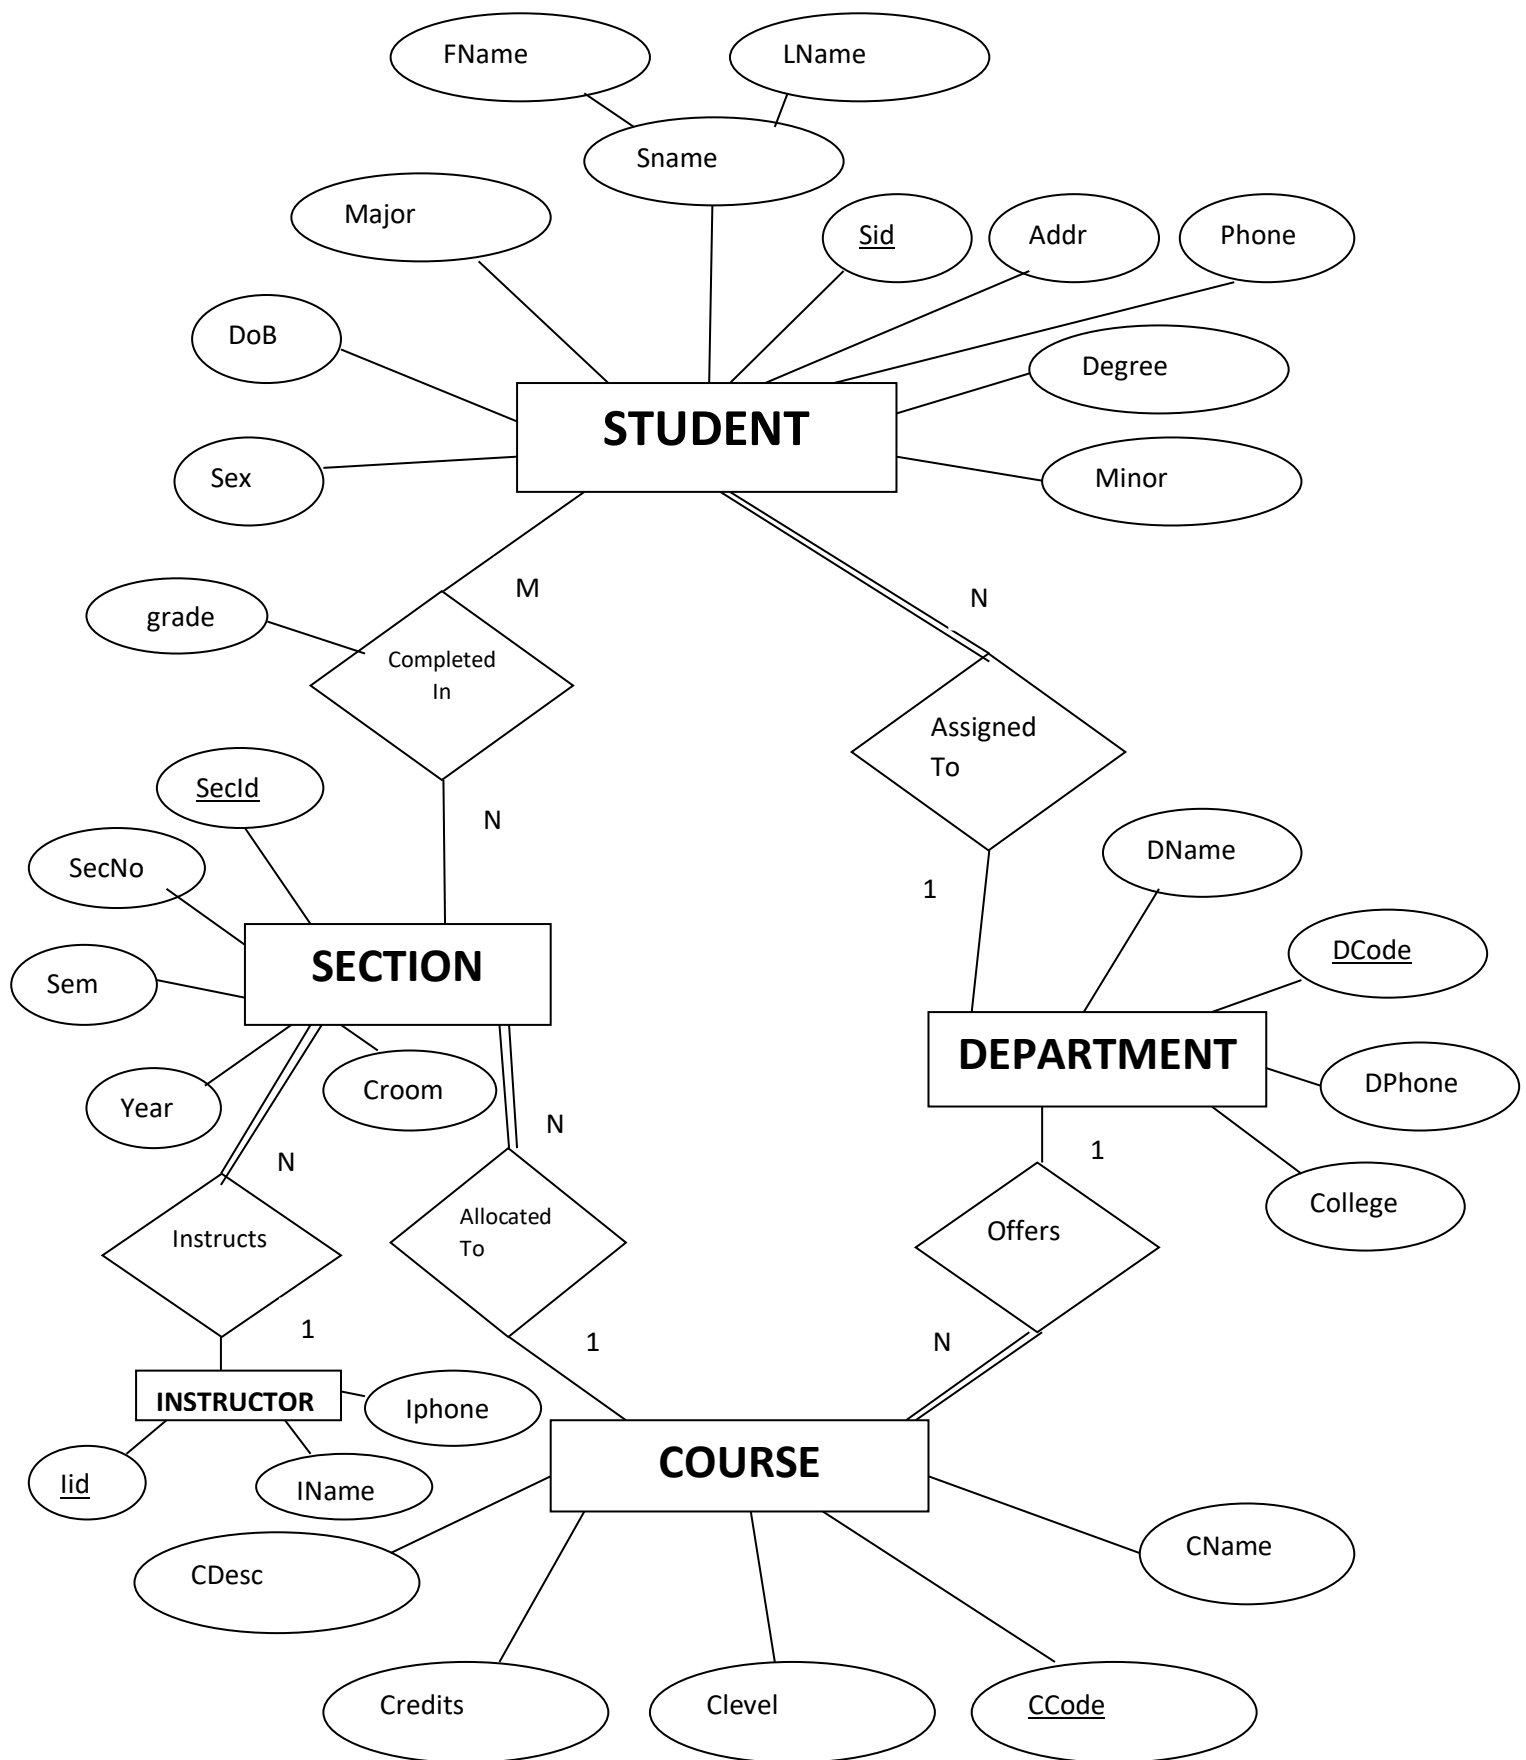 FName
LName
Sname
Major
Sid
Addr
Phone
DoB
Degree
STUDENT
Sex
Minor
M
N
grade
Completed
In
Assigned
To
SecId
N
DName
SecNo
1
DCode
SECTION
Sem
DEPARTMENT
DPhone
Croom
Year
N
N
1
College
Allocated
To
Instructs
Offers
1
1
N
INSTRUCTOR
Iphone
COURSE
Iid
IName
CName
CDesc
Credits
Clevel
CCode